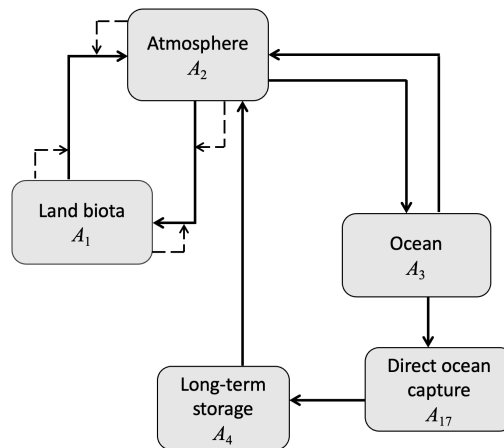 Atmosphere
A₂
Land biota
A₁
Ocean
A₃
Direct ocean
capture
A₁₇
Long-term
storage
A₄